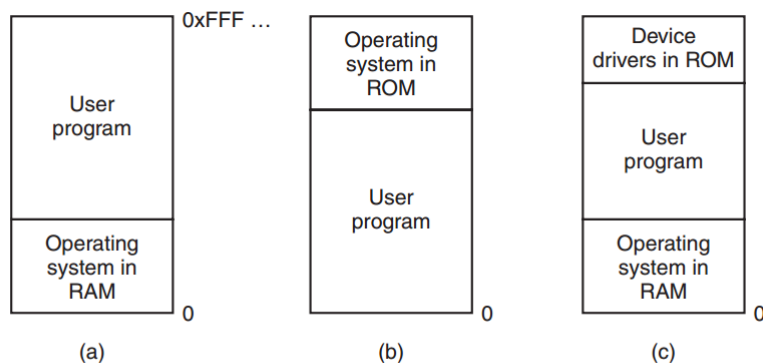 0xFFF …
User
program
Operating
system in
RAM
0
(a)
Operating
system in
ROM
User
program
0
(b)
Device
drivers in ROM
User
program
Operating
system in
RAM
0
(c)